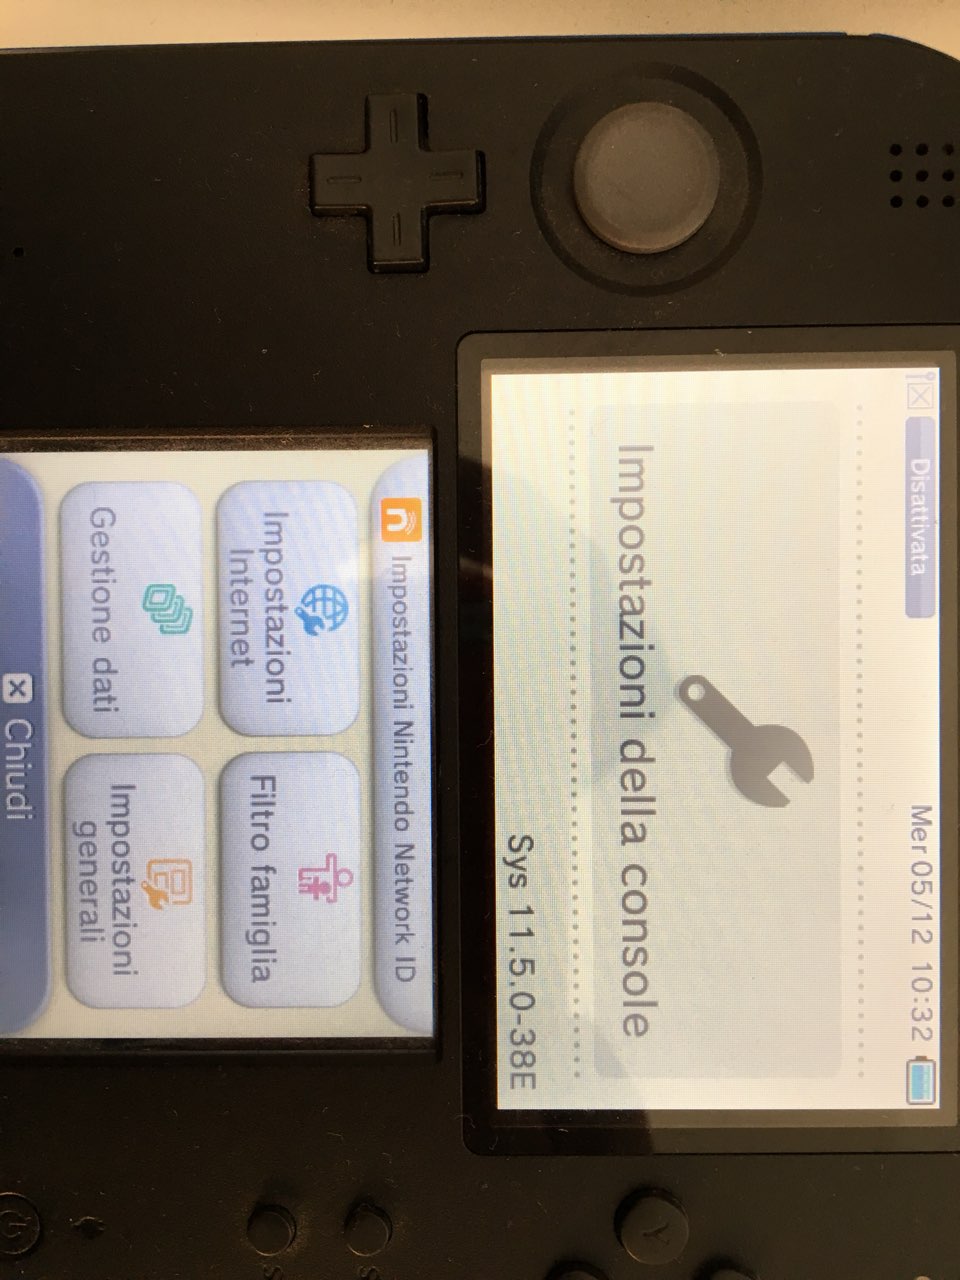 Disattivata
Mer 05/12 10:32
Impostazioni della console
Sys 11.5.0-38E
Impostazioni Nintendo Network ID
Impostazioni
Internet
Filtro famiglia
Gestione dati
Impostazioni
generali
X Chiudi
Y
S
S